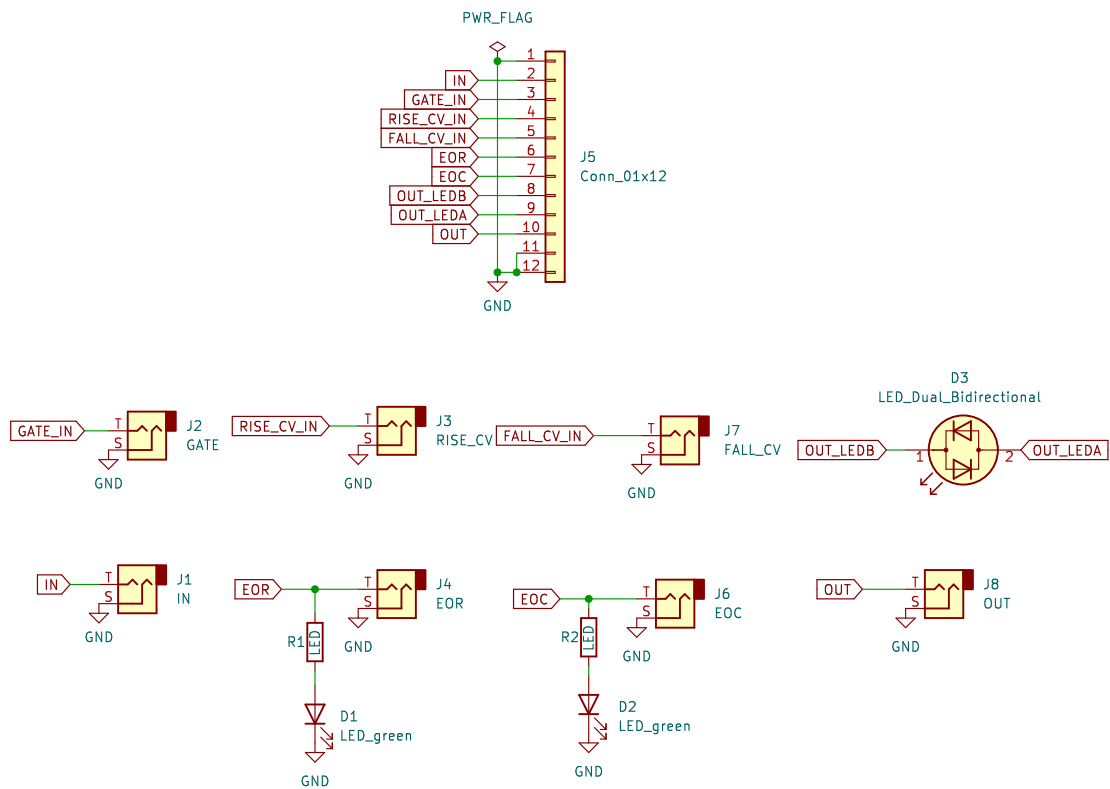 PWR_FLAG
1
IN
2
GATE_IN
3
RISE_CV_IN
4
FALL_CV_IN
5
EOR
6
J5
EOC
7
Conn_01x12
OUT_LEDB
8
OUT_LEDA
9
OUT
10
11
12
GND
GATE_IN
T
S
J2
GATE
GND
RISE_CV_IN
T
S
J3
RISE_CV
GND
FALL_CV_IN
T
S
J7
FALL_CV
GND
D3
LED_Dual_Bidirectional
OUT_LEDB
1
2
OUT_LEDA
IN
T
S
J1
IN
GND
EOR
T
S
J4
EOR
GND
R1
LED
D1
LED_green
GND
EOC
T
S
J6
EOC
GND
R2
LED
D2
LED_green
GND
OUT
T
S
J8
OUT
GND